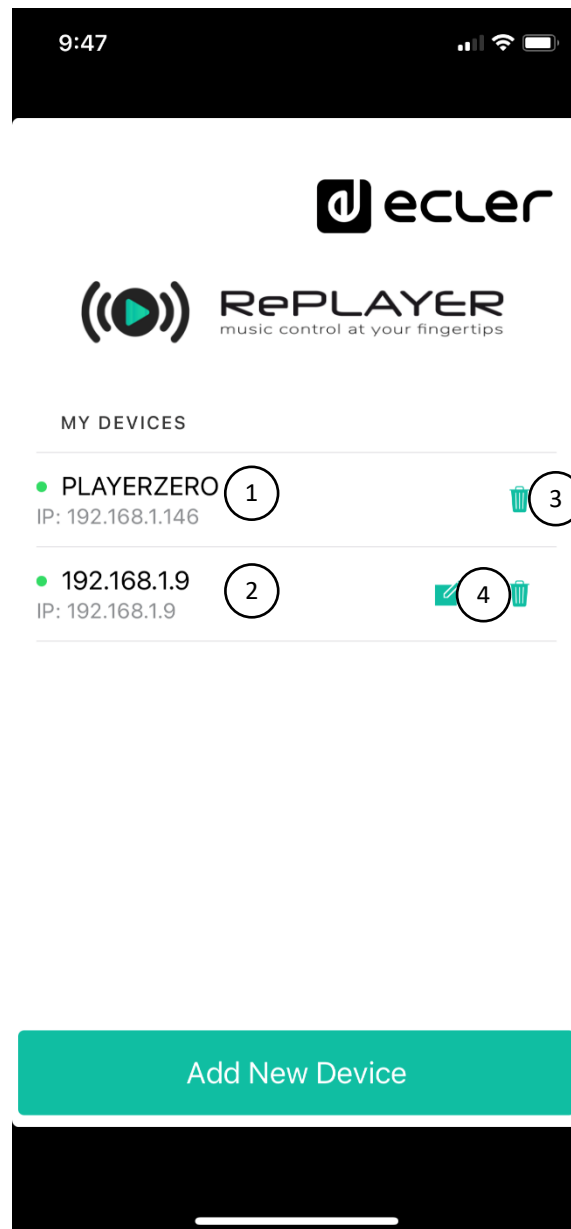 9:47
ecler
RePLAYER
music control at your fingertips
MY DEVICES
PLAYERZERO 1
IP: 192.168.1.146
3
192.168.1.9 2
IP: 192.168.1.9
4
Add New Device